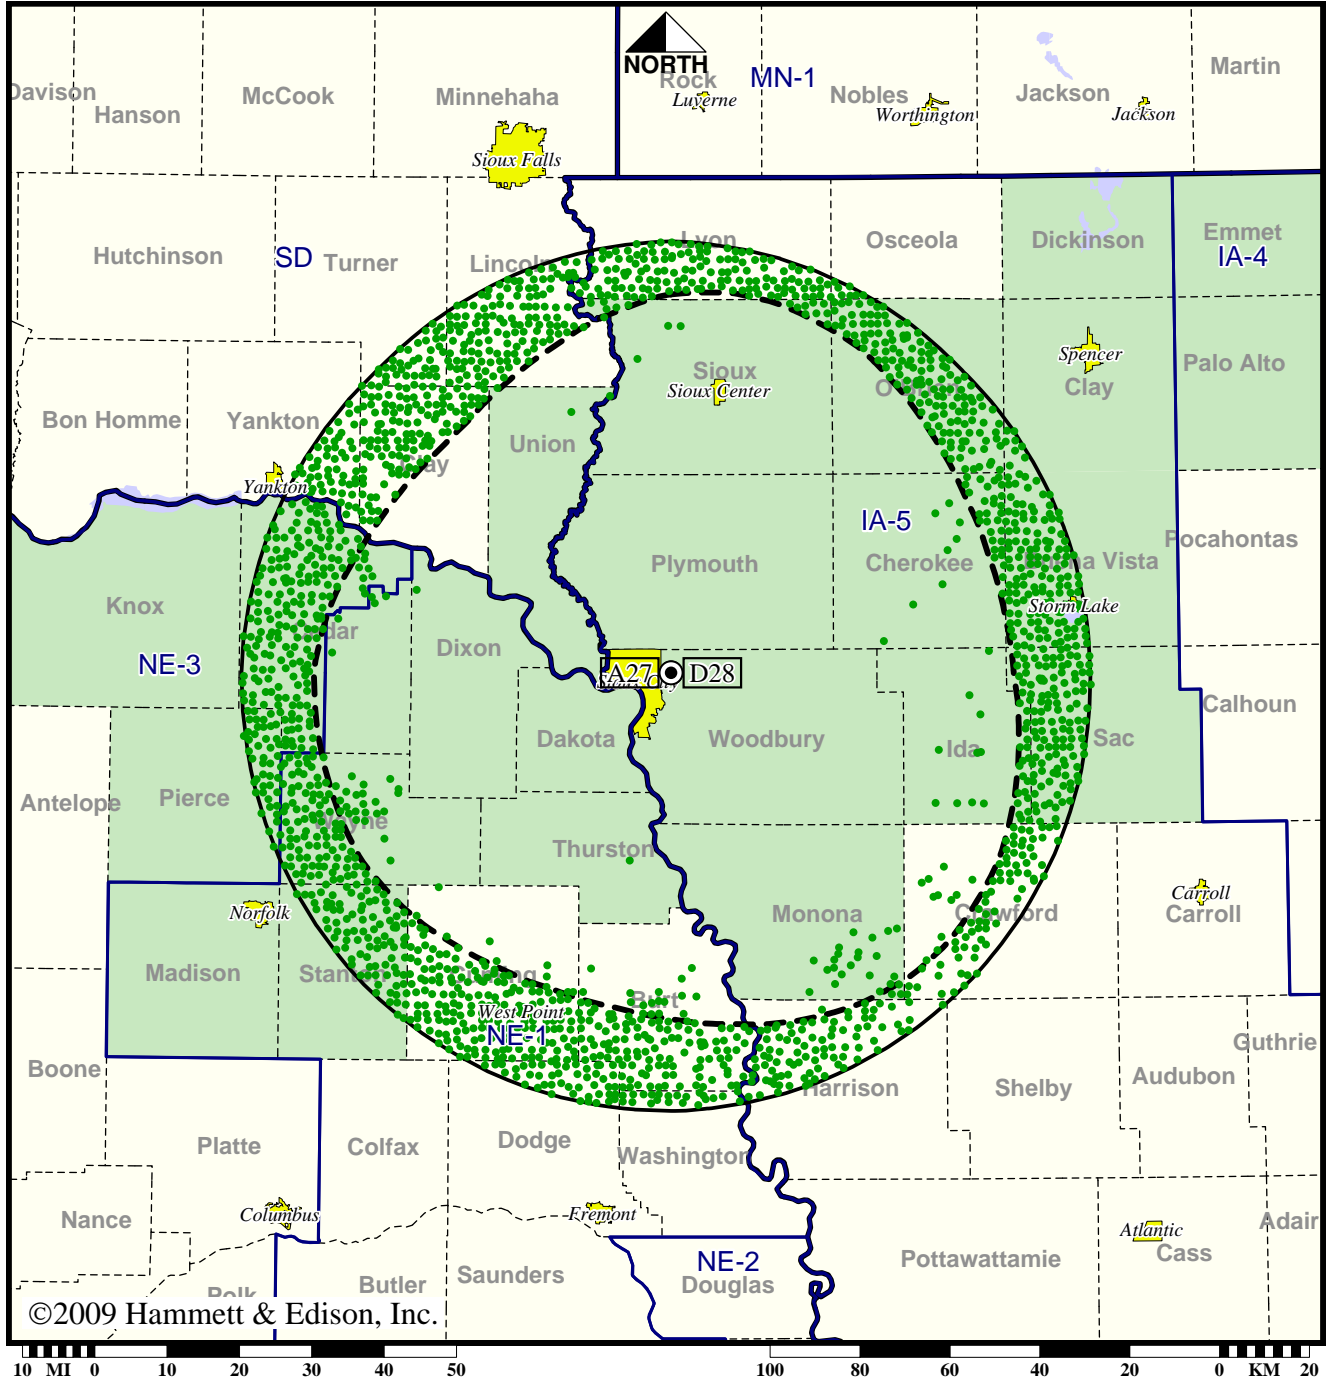 NORTH
MN-1
Rock
Luverne
Martin
Davison
Hanson
McCook
Minnehaha
Nobles
Worthington
Jackson
Jackson
Sioux Falls
Hutchinson
SD
Turner
Lincoln
Lyon
Osceola
Dickinson
Emmet
IA-4
Spencer
Clay
Palo Alto
Sioux
Sioux Center
O'Brien
Bon Homme
Yankton
Clay
Union
Yankton
IA-5
Pocahontas
Plymouth
Cherokee
Buena Vista
Storm Lake
Knox
Cedar
Dixon
NE-3
A27
D28
Sioux City
Calhoun
Dakota
Woodbury
Ida
Sac
Antelope
Pierce
Wayne
Thurston
Norfolk
Monona
Crawford
Carroll
Carroll
Madison
Stanton
Cuming
Burt
West Point
NE-1
Boone
Guthrie
Harrison
Shelby
Audubon
Platte
Colfax
Dodge
Washington
Nance
Columbus
Fremont
Atlantic
Adair
Cass
Pottawattamie
NE-2
Douglas
Saunders
Butler
Polk
©2009 Hammett & Edison, Inc.
10 MI 0 10 20 30 40 50
100 80 60 40 20 0 KM 20